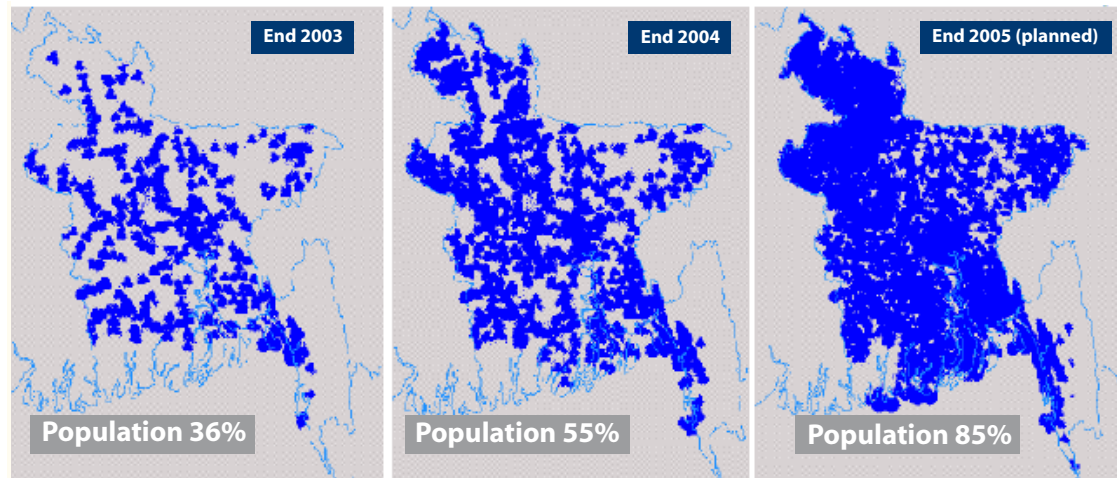 End 2003
End 2004
End 2005 (planned)
Population 36%
Population 55%
Population 85%